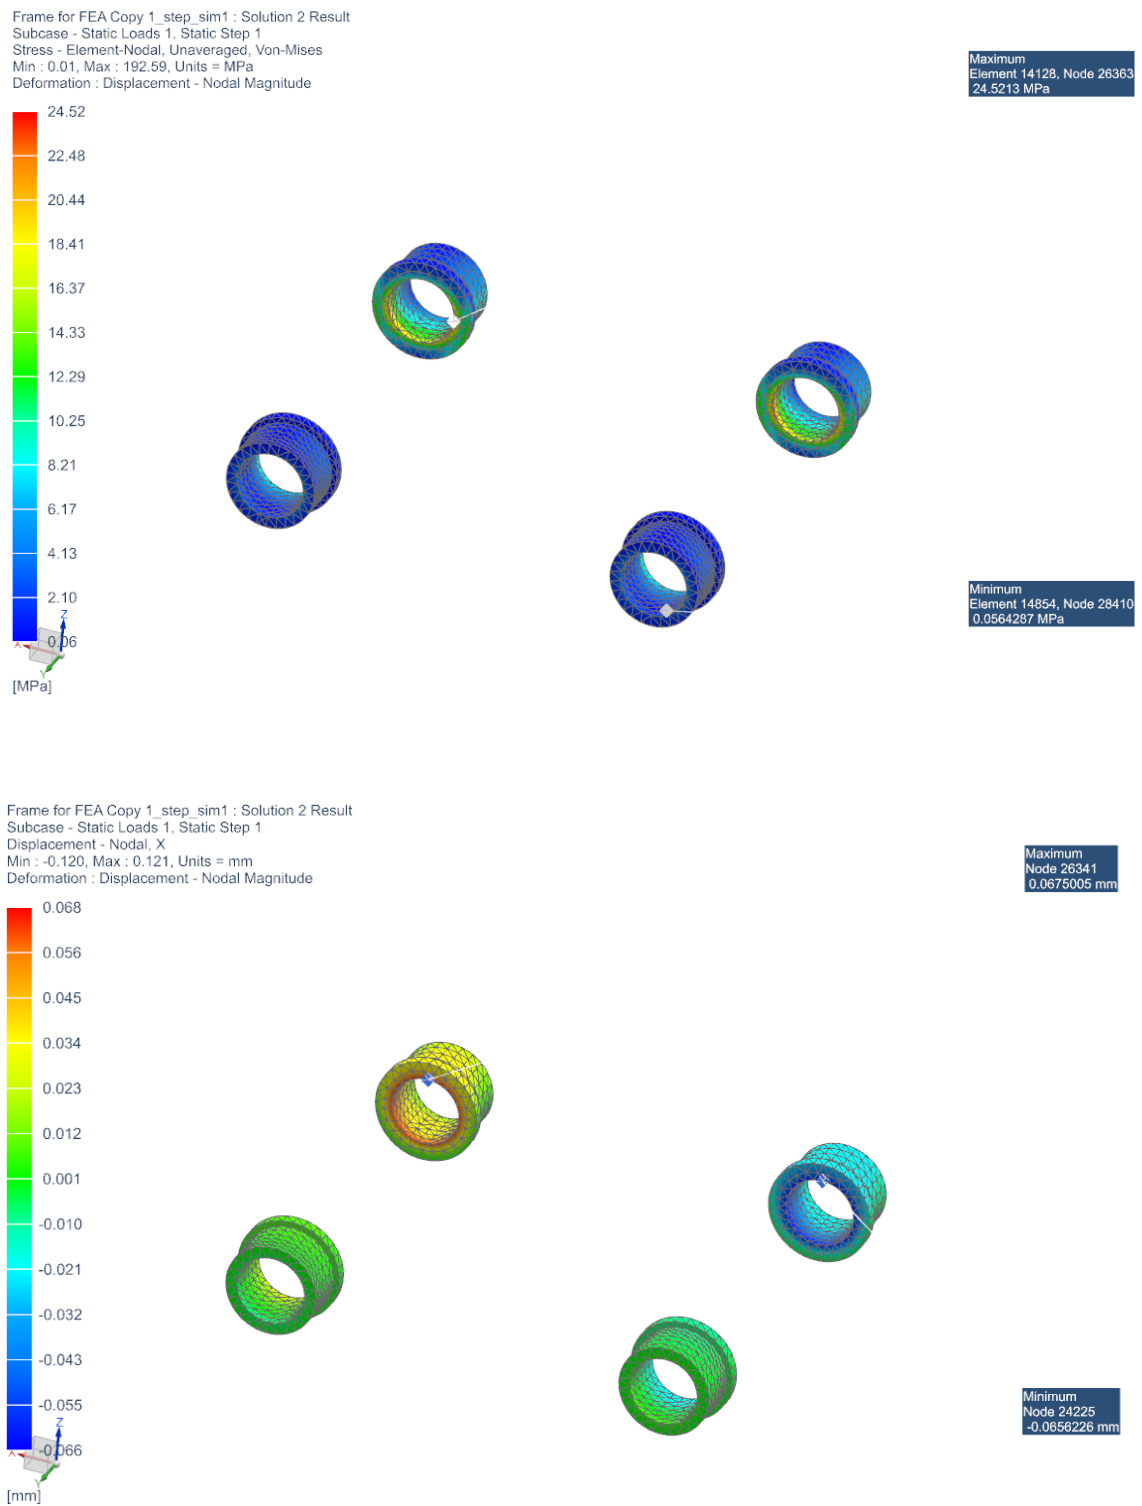 Frame for FEA Copy 1_step_sim1 : Solution 2 Result
Subcase - Static Loads 1, Static Step 1
Stress - Element-Nodal, Unaveraged, Von-Mises
Min : 0.01, Max : 192.59, Units = MPa
Deformation : Displacement - Nodal Magnitude
Maximum
Element 14128, Node 26363
24.5213 MPa
24.52
22.48
20.44
18.41
16.37
14.33
12.29
10.25
8.21
6.17
4.13
2.10
0.06
Z
X
Y
[MPa]
Minimum
Element 14854, Node 28410
0.0564287 MPa
Frame for FEA Copy 1_step_sim1 : Solution 2 Result
Subcase - Static Loads 1, Static Step 1
Displacement - Nodal, X
Min : -0.120, Max : 0.121, Units = mm
Deformation : Displacement - Nodal Magnitude
Maximum
Node 26341
0.0675005 mm
0.068
0.056
0.045
0.034
0.023
0.012
0.001
-0.010
-0.021
-0.032
-0.043
-0.055
-0.066
Z
X
Y
[mm]
Minimum
Node 24225
-0.0656226 mm